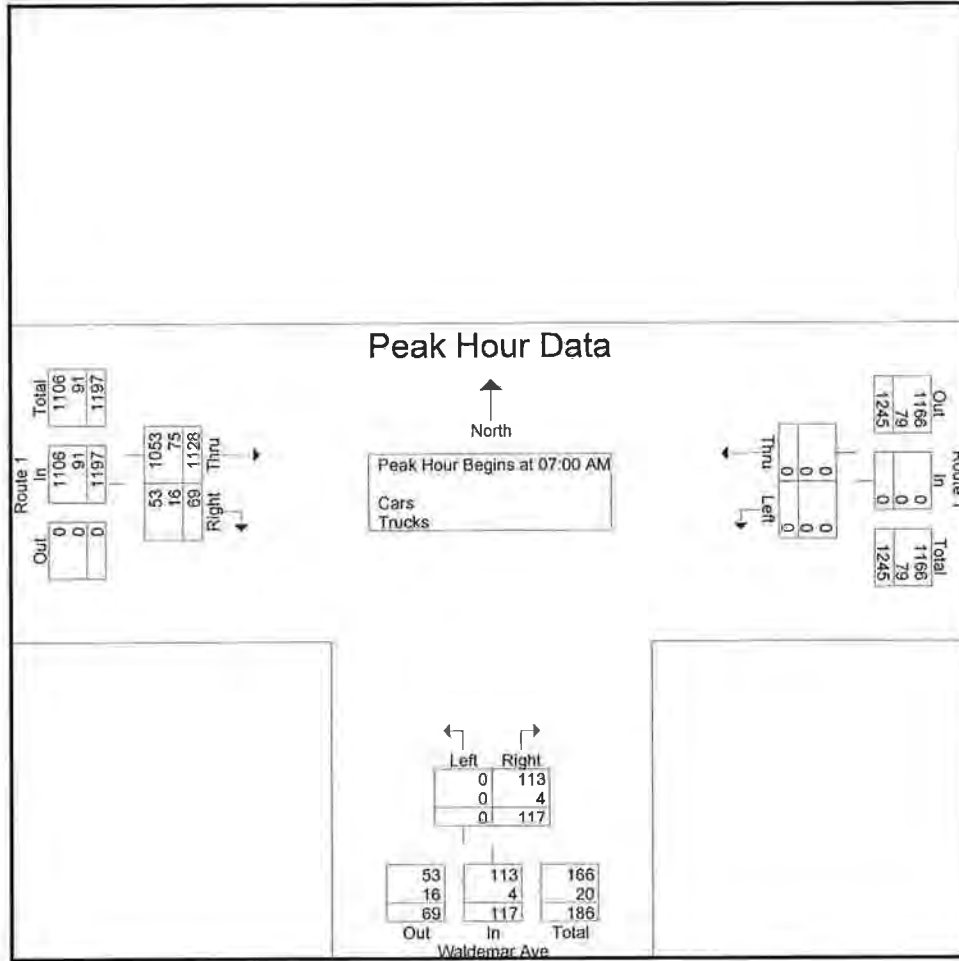 Peak Hour Data
North
Peak Hour Begins at 07:00 AM
Cars
Trucks
Route 1
Total
1106
91
1197
In
1106
91
1197
Out
0
0
0
1053
75
1128
Thru
53
16
69
Right
Out
1166
79
1245
In
0
0
0
Total
1166
79
1245
Thru
0
0
0
Left
0
0
0
Left Right
0 113
0 4
0 117
53 113 166
16 4 20
69 117 186
Out In Total
Waldemar Ave